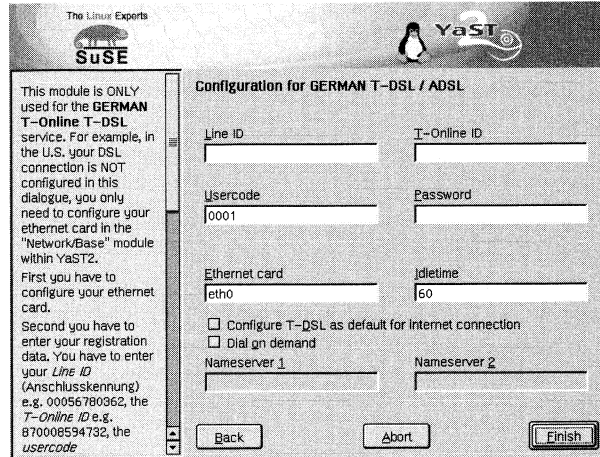 The Linux Experts
SuSE
YaST2
This module is ONLY
used for the GERMAN
T-Online T-DSL
service. For example, in
the U.S. your DSL
connection is NOT
configured in this
dialogue, you only
need to configure your
ethernet card in the
"Network/Base" module
within YaST2.
First you have to
configure your ethernet
card.
Second you have to
enter your registration
data. You have to enter
your Line ID
(Anschlusskennung)
e.g. 00056780362, the
T-Online ID e.g.
870008594732, the
usercode
Configuration for GERMAN T-DSL / ADSL
Line ID
T-Online ID
Usercode
Password
0001
Ethernet card
Idletime
eth0
60
Configure T-DSL as default for Internet connection
Dial on demand
Nameserver 1
Nameserver 2
Back
Abort
Finish